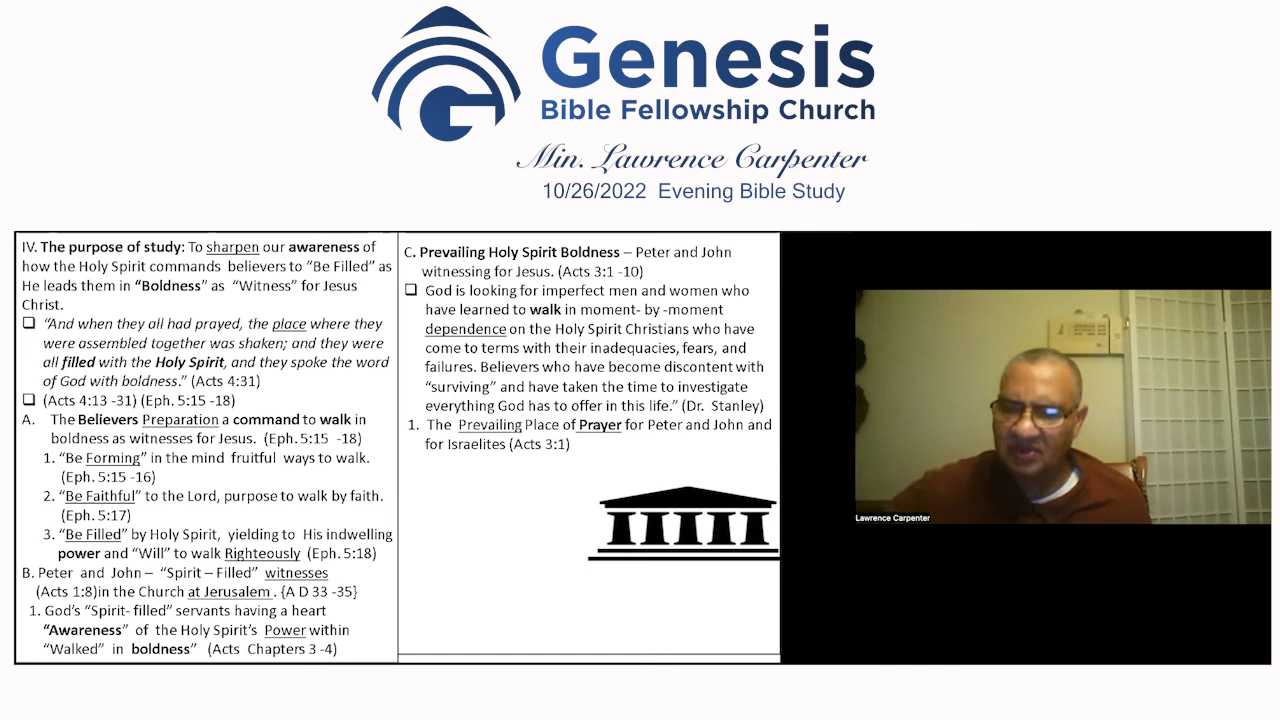 Genesis
Bible Fellowship Church
Min. Lawrence Carpenter
10/26/2022 Evening Bible Study
IV. The purpose of study: To sharpen our awareness of
how the Holy Spirit commands believers to “Be Filled” as
He leads them in “Boldness” as “Witness” for Jesus
Christ.
❑ “And when they all had prayed, the place where they
were assembled together was shaken; and they were
all filled with the Holy Spirit, and they spoke the word
of God with boldness.” (Acts 4:31)
❑ (Acts 4:13 -31) (Eph. 5:15 -18)
A. The Believers Preparation a command to walk in
boldness as witnesses for Jesus. (Eph. 5:15 -18)
1. “Be Forming” in the mind fruitful ways to walk.
(Eph. 5:15 -16)
2. “Be Faithful” to the Lord, purpose to walk by faith.
(Eph. 5:17)
3. “Be Filled” by Holy Spirit, yielding to His indwelling
power and “Will” to walk Righteously (Eph. 5:18)
B. Peter and John – “Spirit – Filled” witnesses
(Acts 1:8)in the Church at Jerusalem . {A D 33 -35}
1. God’s “Spirit- filled” servants having a heart
“Awareness” of the Holy Spirit’s Power within
“Walked” in boldness” (Acts Chapters 3 -4)
C. Prevailing Holy Spirit Boldness – Peter and John
witnessing for Jesus. (Acts 3:1 -10)
❑ God is looking for imperfect men and women who
have learned to walk in moment- by -moment
dependence on the Holy Spirit Christians who have
come to terms with their inadequacies, fears, and
failures. Believers who have become discontent with
“surviving” and have taken the time to investigate
everything God has to offer in this life.” (Dr. Stanley)
1. The Prevailing Place of Prayer for Peter and John and
for Israelites (Acts 3:1)
Lawrence Carpenter